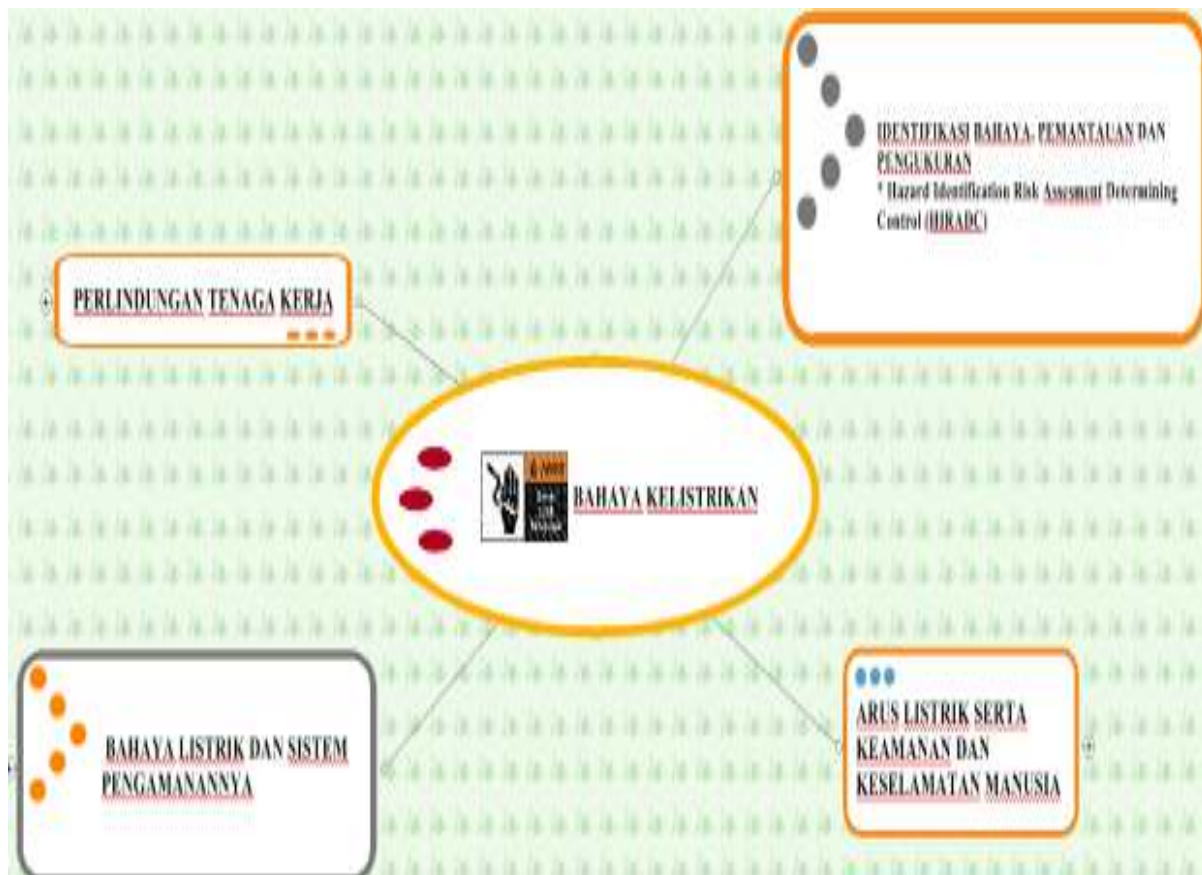 IDENTIFIKASI BAHAYA, PEMANTAUAN DAN
PENGUKURAN
* Hazard Identification Risk Assesment Determining
Control (HIRADC)
PERLINDUNGAN TENAGA KERJA
BAHAYA KELISTRIKAN
BAHAYA LISTRIK DAN SISTEM
PENGAMANANNYA
ARUS LISTRIK SERTA
KEAMANAN DAN
KESELAMATAN MANUSIA